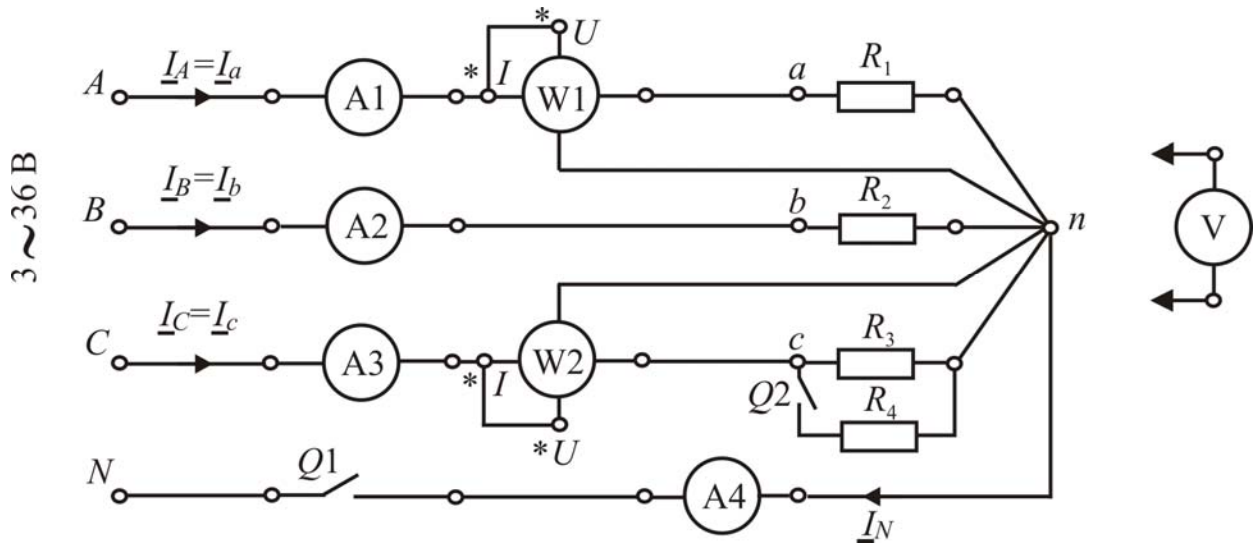 * U
I_A=I_a
* I
A
A1
W1
a
R1
3~36 В
I_B=I_b
B
A2
b
R2
n
V
I_C=I_c
C
A3
* I
W2
c
R3
Q2
R4
* U
N
Q1
A4
I_N